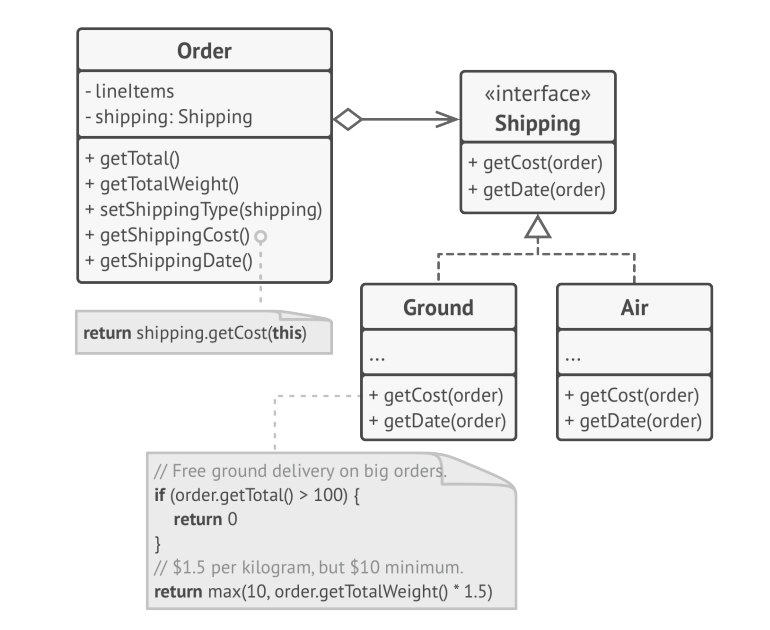 Order
- lineItems
- shipping: Shipping
+ getTotal()
+ getTotalWeight()
+ setShippingType(shipping)
+ getShippingCost()
+ getShippingDate()
return shipping.getCost(this)
«interface»
Shipping
+ getCost(order)
+ getDate(order)
Ground
...
+ getCost(order)
+ getDate(order)
Air
...
+ getCost(order)
+ getDate(order)
// Free ground delivery on big orders.
if (order.getTotal() > 100) {
return 0
}
// $1.5 per kilogram, but $10 minimum.
return max(10, order.getTotalWeight() * 1.5)